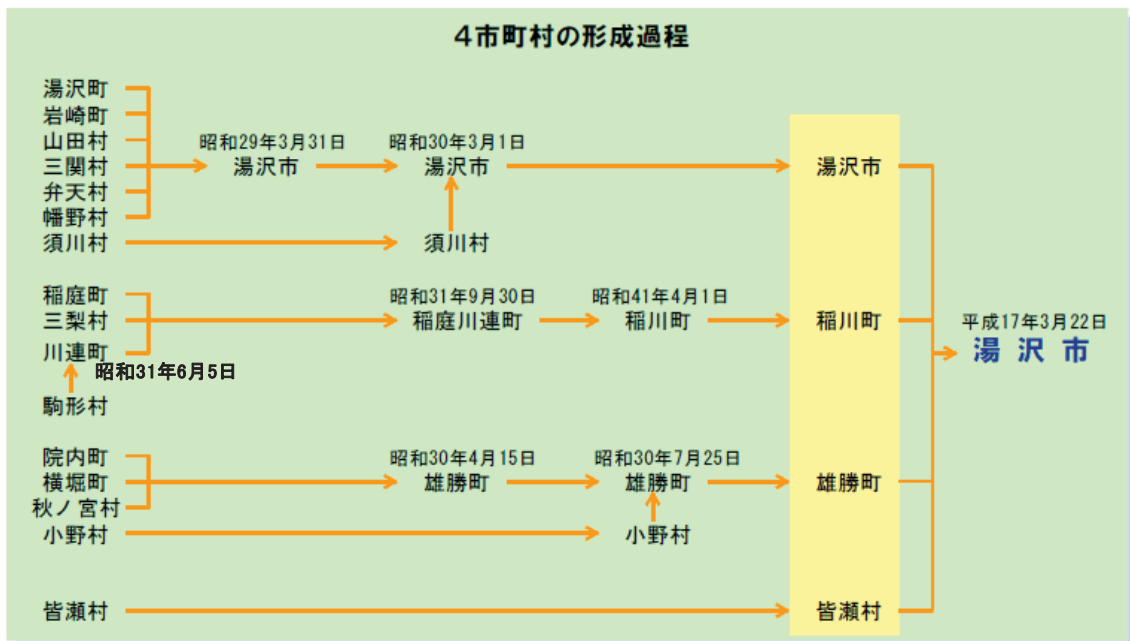 4市町村の形成過程
湯沢町
岩崎町
山田村
三関村
弁天村
幡野村
須川村
昭和29年3月31日
湯沢市
昭和30年3月1日
湯沢市
須川村
湯沢市
稲庭町
三梨村
川連町
昭和31年6月5日
駒形村
昭和31年9月30日
稲庭川連町
昭和41年4月1日
稲川町
稲川町
院内町
横堀町
秋ノ宮村
小野村
昭和30年4月15日
雄勝町
昭和30年7月25日
雄勝町
小野村
雄勝町
皆瀬村
皆瀬村
平成17年3月22日
湯沢市